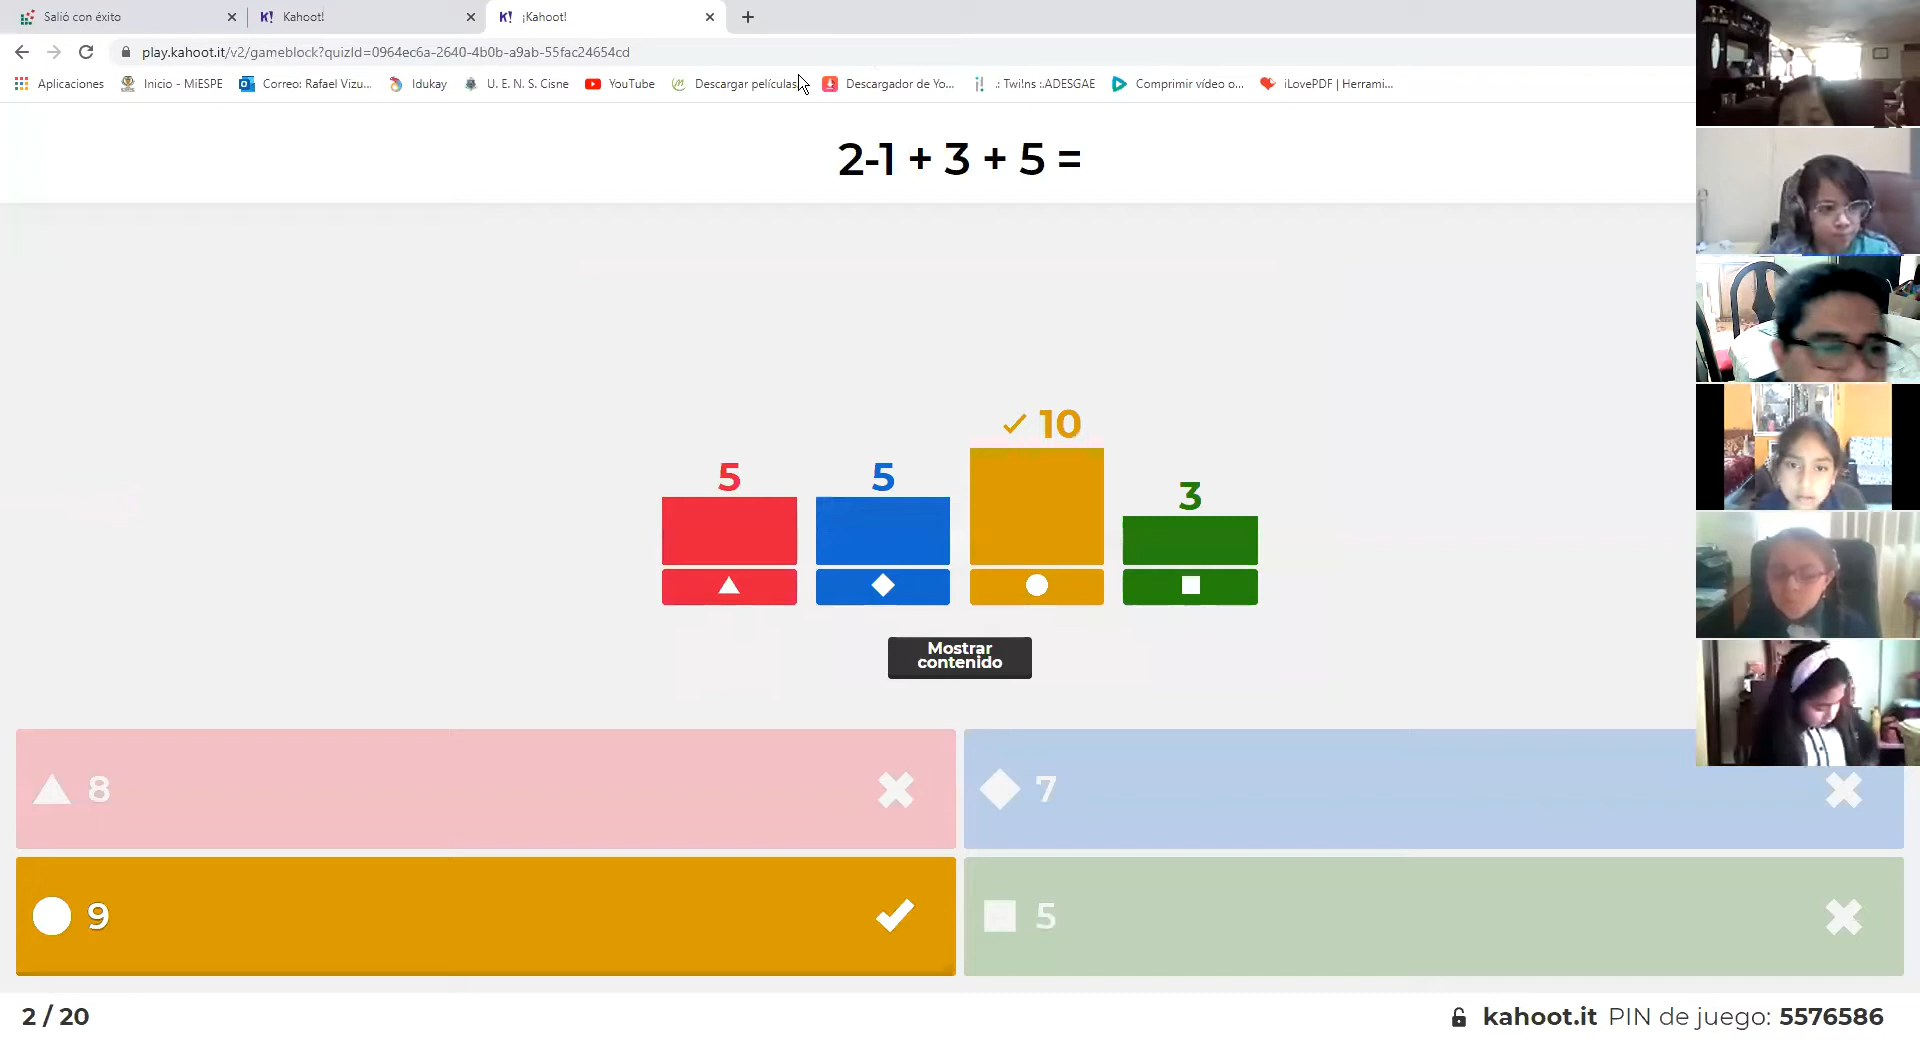 Salió con éxito
K! Kahoot!
K! ¡Kahoot!
play.kahoot.it/v2/gameblock?quizId=0964ec6a-2640-4b0b-a9ab-55fac24654cd
Aplicaciones Inicio - MiESPE Correo: Rafael Vizu... Idukay U. E. N. S. Cisne YouTube Descargar películas Descargador de Yo... .: Twi!ns :.ADESGAE Comprimir vídeo o... iLovePDF | Herrami...
2-1 + 3 + 5 =
5 5 10 3
Mostrar
contenido
8
7
9
5
2 / 20
kahoot.it PIN de juego: 5576586